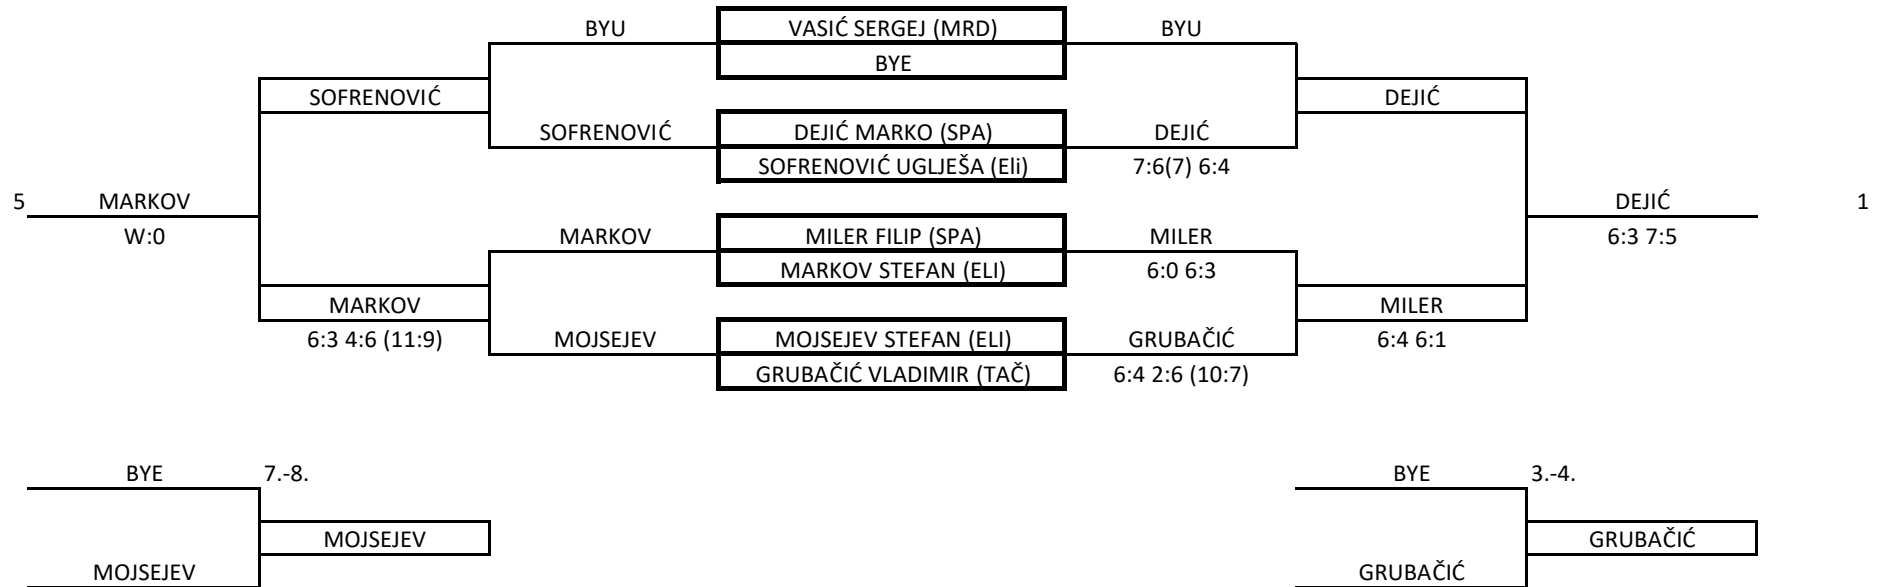 BYU VASIĆ SERGEJ (MRD) BYU
BYE
SOFRENOVIĆ DEJIĆ
SOFRENOVIĆ DEJIĆ MARKO (SPA) DEJIĆ
SOFRENOVIĆ UGLJEŠA (Eli) 7:6(7) 6:4
5 MARKOV DEJIĆ 1
W:0 MARKOV MILER FILIP (SPA) MILER 6:3 7:5
MARKOV STEFAN (ELI) 6:0 6:3
MARKOV MILER
6:3 4:6 (11:9) MOJSEJEV MOJSEJEV STEFAN (ELI) GRUBAČIĆ 6:4 6:1
GRUBAČIĆ VLADIMIR (TAČ) 6:4 2:6 (10:7)
BYE 7.-8. BYE 3.-4.
MOJSEJEV GRUBAČIĆ
MOJSEJEV GRUBAČIĆ